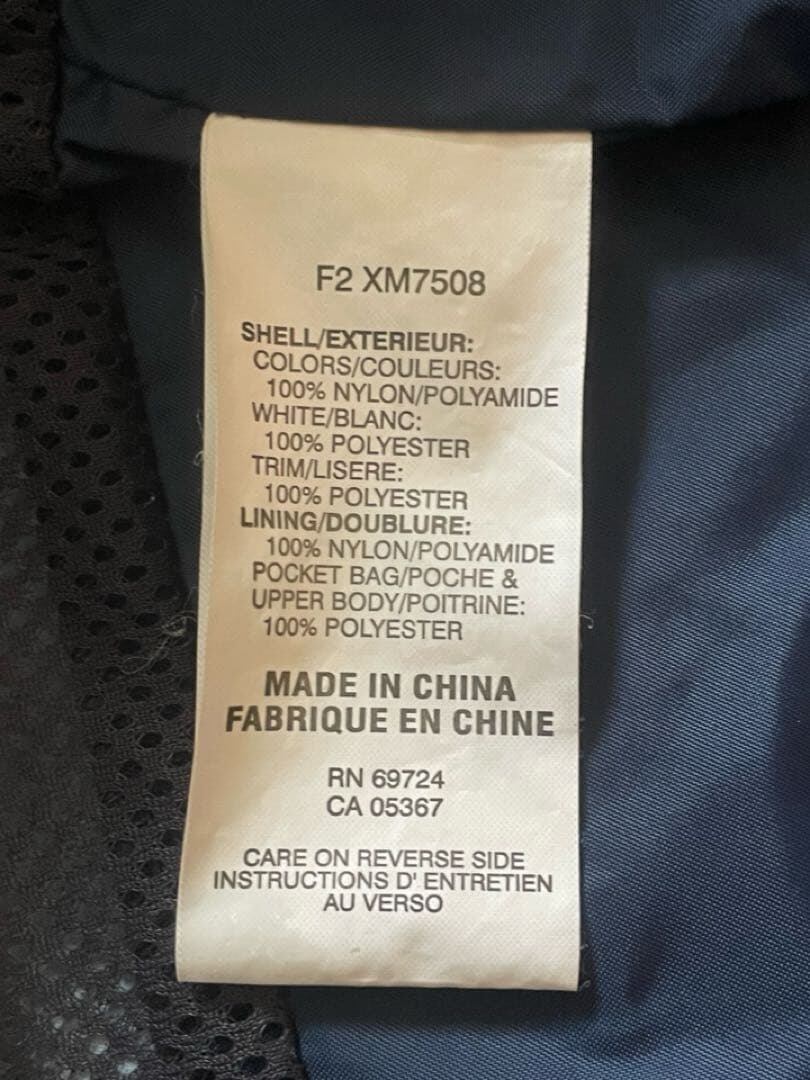 F2 XM7508
SHELL/EXTERIEUR:
COLORS/COULEURS:
100% NYLON/POLYAMIDE
WHITE/BLANC:
100% POLYESTER
TRIM/LISERE:
100% POLYESTER
LINING/DOUBLURE:
100% NYLON/POLYAMIDE
POCKET BAG/POCHE &
UPPER BODY/POITRINE:
100% POLYESTER
MADE IN CHINA
FABRIQUE EN CHINE
RN 69724
CA 05367
CARE ON REVERSE SIDE
INSTRUCTIONS D' ENTRETIEN
AU VERSO